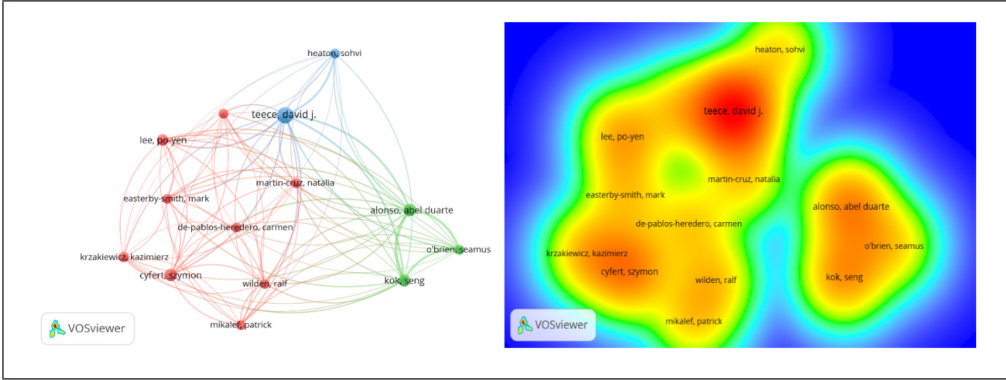 heaton, sohvi
teece, david j.
lee, po-yen
martin-cruz, natalia
easterby-smith, mark
alonso, abel duarte
de-pablos-heredero, carmen
o'brien, seamus
krzakiewicz, kazimierz
cyfert, szymon
kok, seng
wilden, ralf
mikalef, patrick
VOSviewer
heaton, sohvi
teece, david j.
lee, po-yen
martin-cruz, natalia
easterby-smith, mark
alonso, abel duarte
de-pablos-heredero, carmen
o'brien, seamus
krzakiewicz, kazimierz
cyfert, szymon
kok, seng
wilden, ralf
mikalef, patrick
VOSviewer